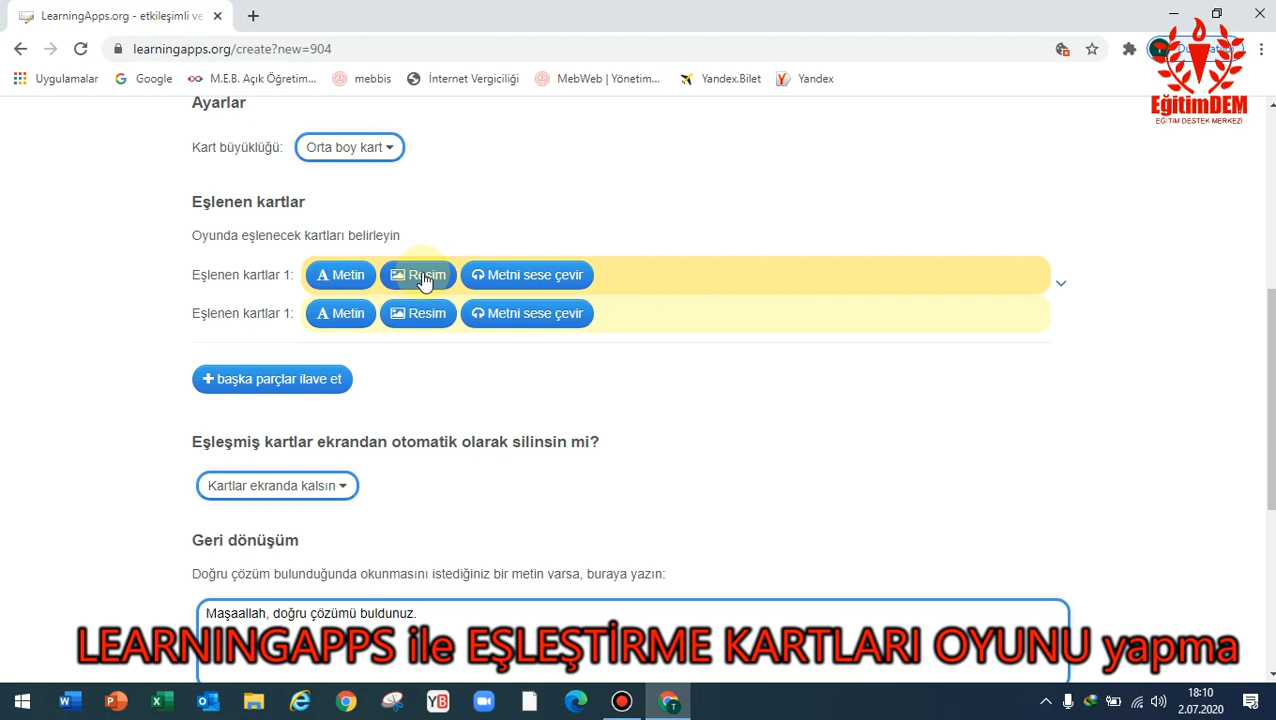 LearningApps.org - etkileşimli ve
learningapps.org/create?new=904
Uygulamalar Google M.E.B. Açık Öğretim... mebbis İnternet Vergiciliği MebWeb | Yönetim... Yandex.Bilet Yandex
EğitimDEM
EĞİTİM DESTEK MERKEZİ
Ayarlar
Kart büyüklüğü: Orta boy kart
Eşlenen kartlar
Oyunda eşlenecek kartları belirleyin
Eşlenen kartlar 1: A Metin Resim Metni sese çevir
Eşlenen kartlar 1: A Metin Resim Metni sese çevir
+ başka parçlar ilave et
Eşleşmiş kartlar ekrandan otomatik olarak silinsin mi?
Kartlar ekranda kalsın
Geri dönüşüm
Doğru çözüm bulunduğunda okunmasını istediğiniz bir metin varsa, buraya yazın:
Maşaallah, doğru çözümü buldunuz.
LEARNINGAPPS ile EŞLEŞTİRME KARTLARI OYUNU yapma
18:10
2.07.2020